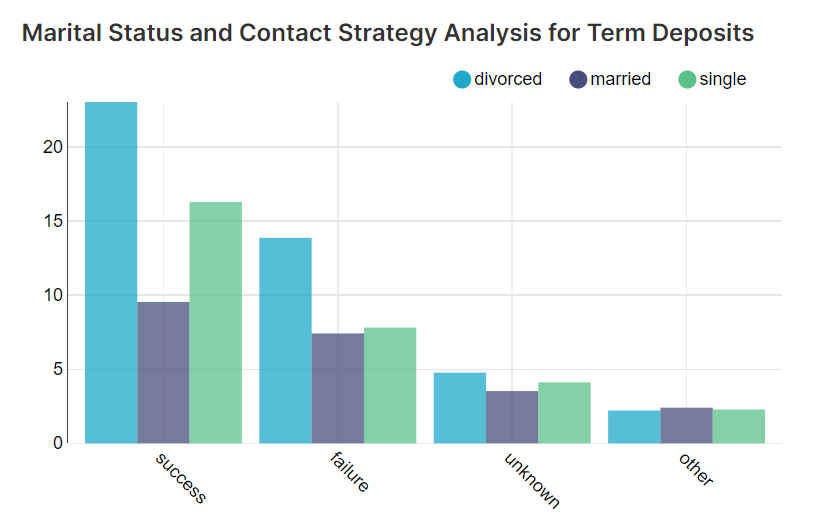 Marital Status and Contact Strategy Analysis for Term Deposits
divorced married single
20
15
10
5
0
success failure unknown other